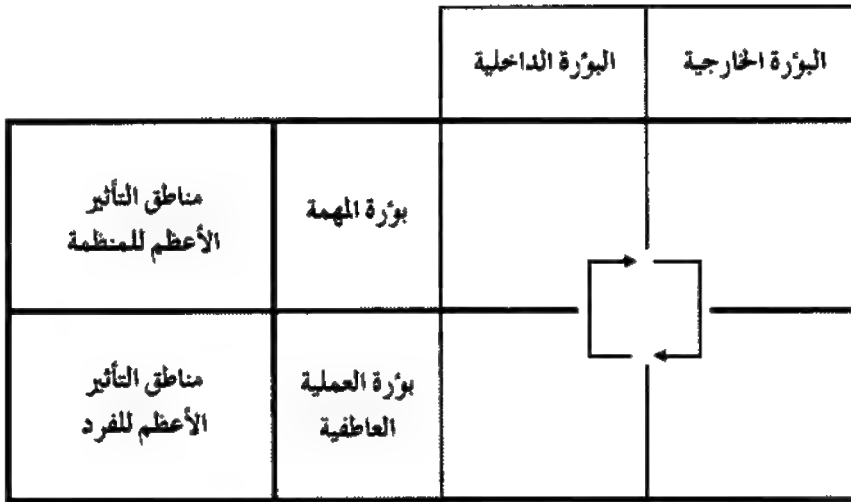 البؤرة الخارجية
البؤرة الداخلية
بؤرة المهمة
مناطق التأثير
الأعظم للمنظمة
بؤرة العملية
العاطفية
مناطق التأثير
الأعظم للفرد